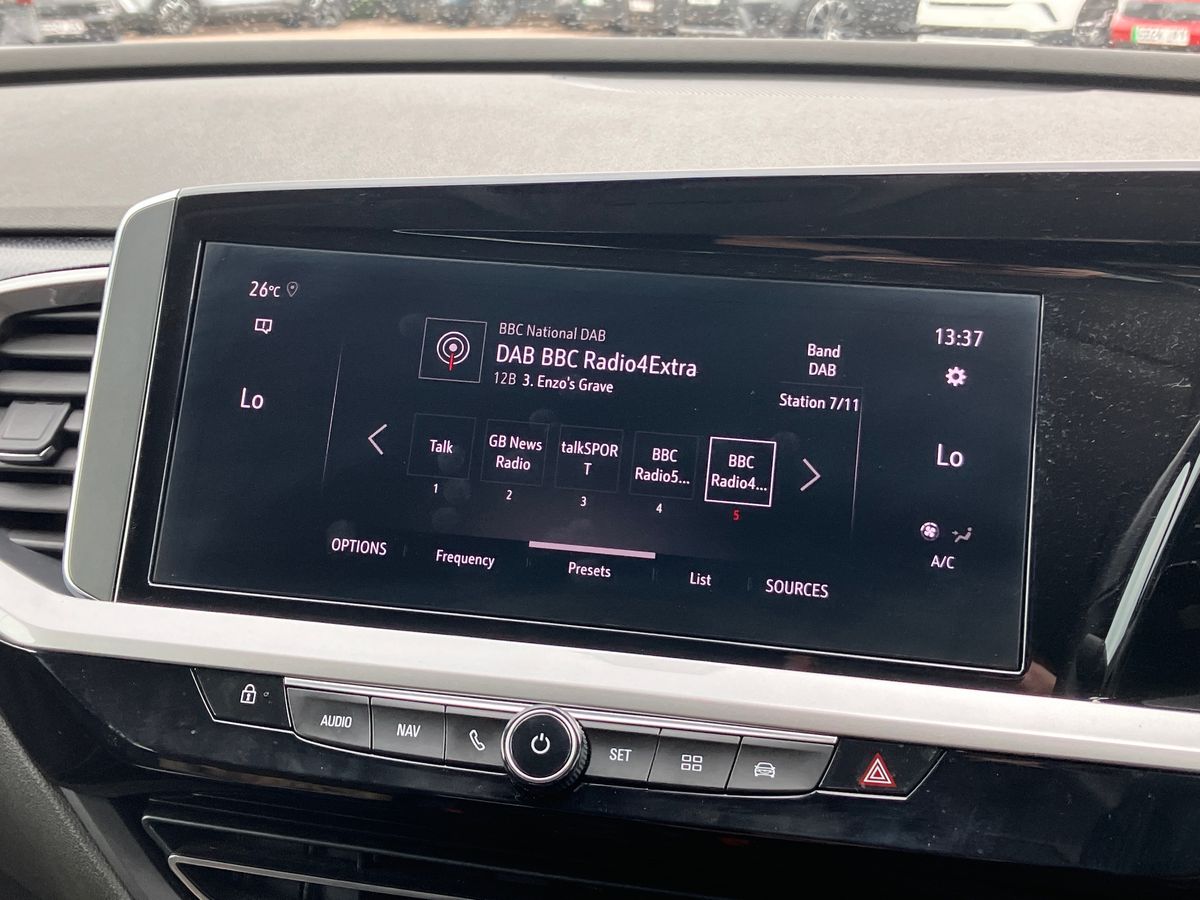 26°C
Lo
BBC National DAB
DAB BBC Radio4Extra
12B 3. Enzo's Grave
Band
DAB
Station 7/11
13:37
Lo
A/C
Talk
1
GB News
Radio
2
talkSPOR
T
3
BBC
Radio5...
4
BBC
Radio4...
5
OPTIONS
Frequency
Presets
List
SOURCES
AUDIO
NAV
SET